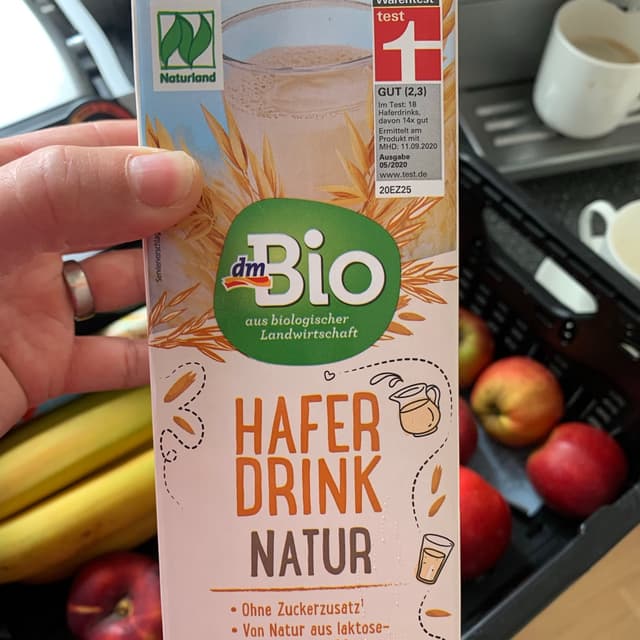 Warentest
test
Naturland
GUT (2,3)
Im Test: 18
Haferdrinks,
davon 14x gut
Ermittelt am
Produkt mit
MHD: 11.09.2020
Ausgabe
05/2020
www.test.de
20EZ25
dm
Bio
aus biologischer
Landwirtschaft
HAFER
DRINK
NATUR
• Ohne Zuckerzusatz¹
• Von Natur aus laktose-